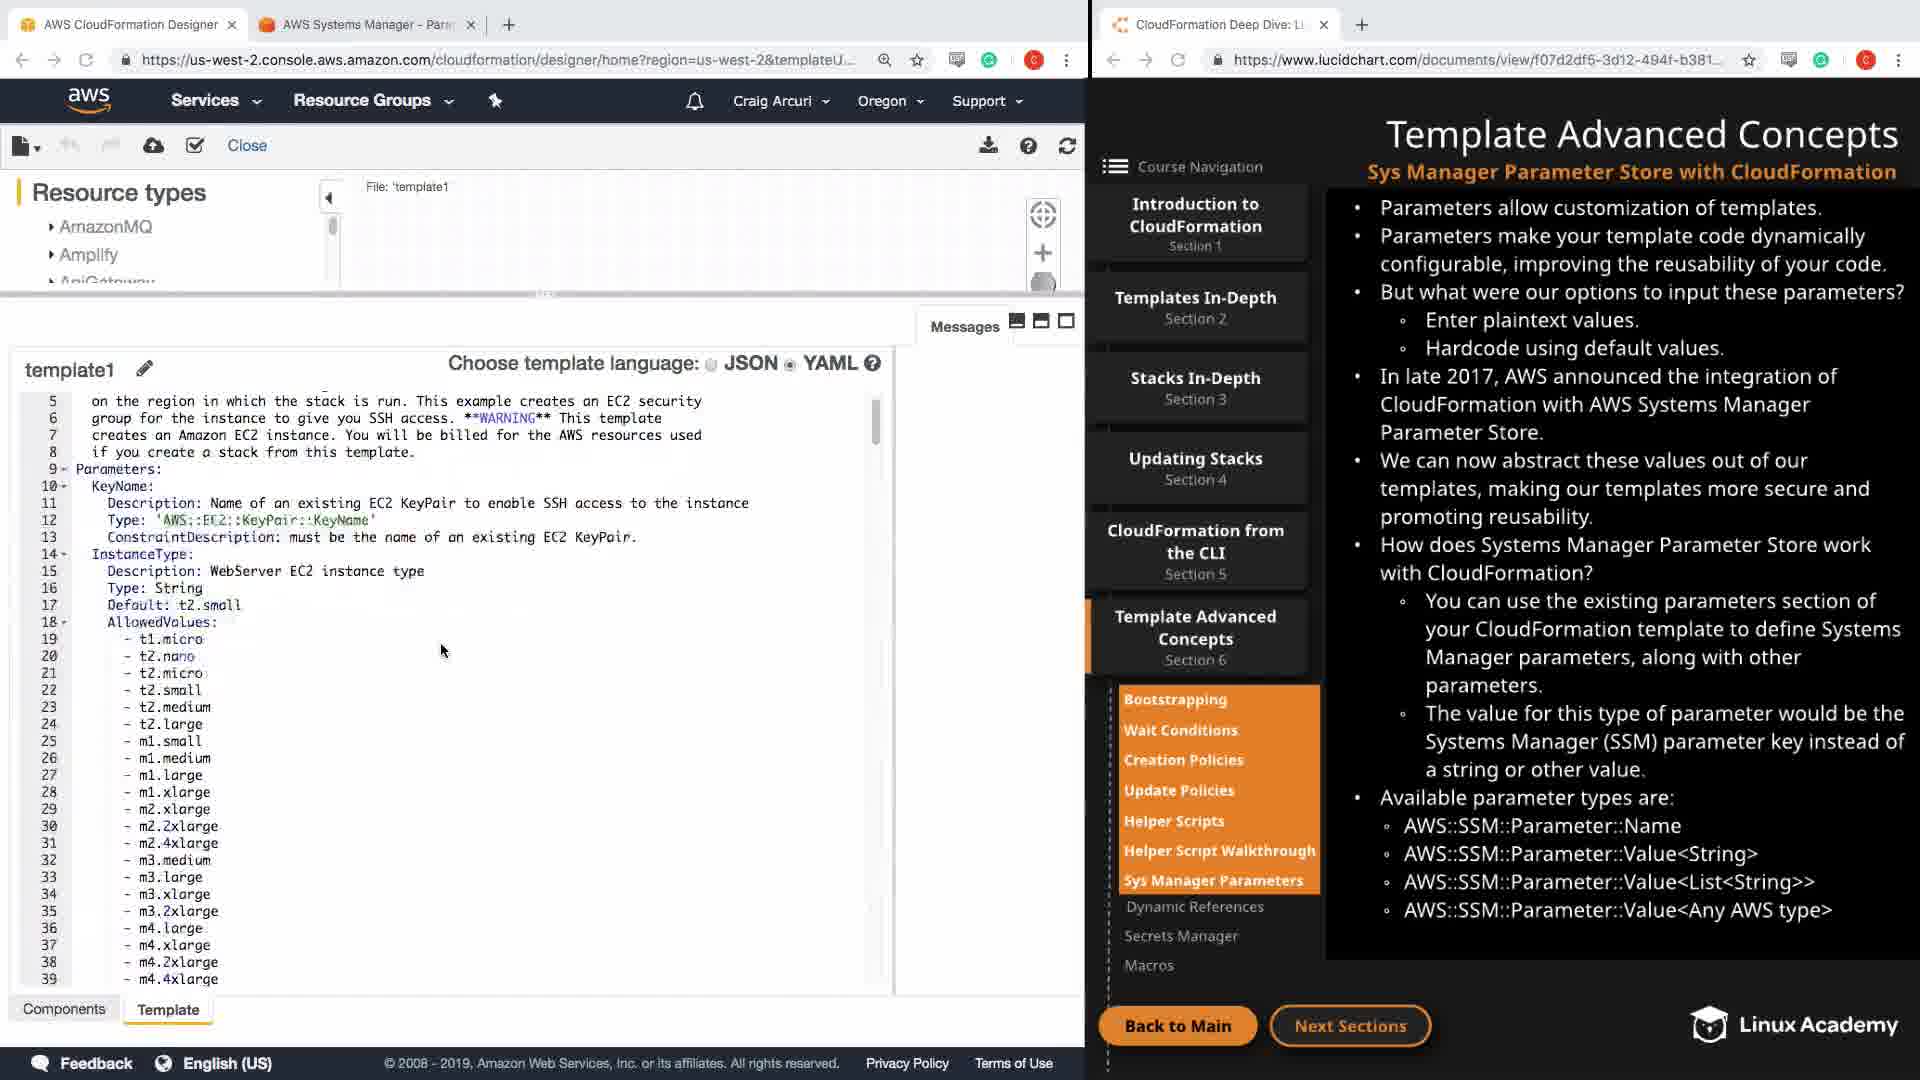 AWS CloudFormation Designer
AWS Systems Manager - Para
https://us-west-2.console.aws.amazon.com/cloudformation/designer/home?region=us-west-2&templateU...
C
aws
Services
Resource Groups
Craig Arcuri
Oregon
Support
Close
Resource types
AmazonMQ
Amplify
ApiGateway
File: 'template1
Messages
template1
Choose template language: JSON YAML
5 on the region in which the stack is run. This example creates an EC2 security
6 group for the instance to give you SSH access. **WARNING** This template
7 creates an Amazon EC2 instance. You will be billed for the AWS resources used
8 if you create a stack from this template.
9 Parameters:
10 KeyName:
11 Description: Name of an existing EC2 KeyPair to enable SSH access to the instance
12 Type: 'AWS::EC2::KeyPair::KeyName'
13 ConstraintDescription: must be the name of an existing EC2 KeyPair.
14 InstanceType:
15 Description: WebServer EC2 instance type
16 Type: String
17 Default: t2.small
18 AllowedValues:
19 - t1.micro
20 - t2.nano
21 - t2.micro
22 - t2.small
23 - t2.medium
24 - t2.large
25 - m1.small
26 - m1.medium
27 - m1.large
28 - m1.xlarge
29 - m2.xlarge
30 - m2.2xlarge
31 - m2.4xlarge
32 - m3.medium
33 - m3.large
34 - m3.xlarge
35 - m3.2xlarge
36 - m4.large
37 - m4.xlarge
38 - m4.2xlarge
39 - m4.4xlarge
Components
Template
Feedback
English (US)
© 2008 - 2019, Amazon Web Services, Inc. or its affiliates. All rights reserved.
Privacy Policy
Terms of Use
CloudFormation Deep Dive: Li
https://www.lucidchart.com/documents/view/f07d2df5-3d12-494f-b381...
C
Template Advanced Concepts
Sys Manager Parameter Store with CloudFormation
Course Navigation
Introduction to
CloudFormation
Section 1
Templates In-Depth
Section 2
Stacks In-Depth
Section 3
Updating Stacks
Section 4
CloudFormation from
the CLI
Section 5
Template Advanced
Concepts
Section 6
Bootstrapping
Wait Conditions
Creation Policies
Update Policies
Helper Scripts
Helper Script Walkthrough
Sys Manager Parameters
Dynamic References
Secrets Manager
Macros
• Parameters allow customization of templates.
• Parameters make your template code dynamically
configurable, improving the reusability of your code.
• But what were our options to input these parameters?
◦ Enter plaintext values.
◦ Hardcode using default values.
• In late 2017, AWS announced the integration of
CloudFormation with AWS Systems Manager
Parameter Store.
• We can now abstract these values out of our
templates, making our templates more secure and
promoting reusability.
• How does Systems Manager Parameter Store work
with CloudFormation?
◦ You can use the existing parameters section of
your CloudFormation template to define Systems
Manager parameters, along with other
parameters.
◦ The value for this type of parameter would be the
Systems Manager (SSM) parameter key instead of
a string or other value.
• Available parameter types are:
◦ AWS::SSM::Parameter::Name
◦ AWS::SSM::Parameter::Value<String>
◦ AWS::SSM::Parameter::Value<List<String>>
◦ AWS::SSM::Parameter::Value<Any AWS type>
Back to Main
Next Sections
Linux Academy